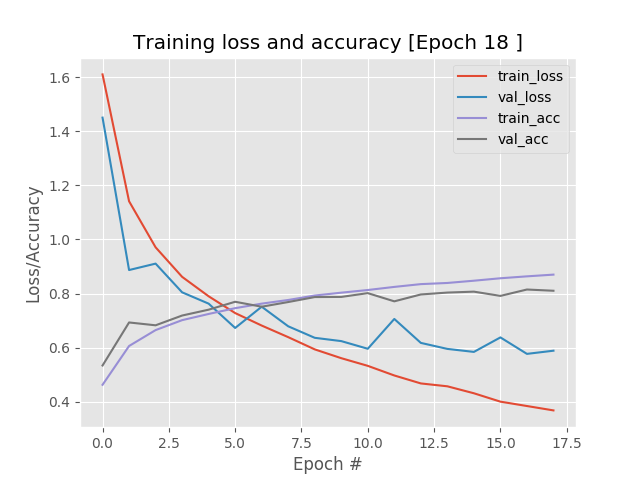 Training loss and accuracy [Epoch 18 ]
train_loss
val_loss
train_acc
val_acc
Loss/Accuracy
1.6
1.4
1.2
1.0
0.8
0.6
0.4
0.0 2.5 5.0 7.5 10.0 12.5 15.0 17.5
Epoch #